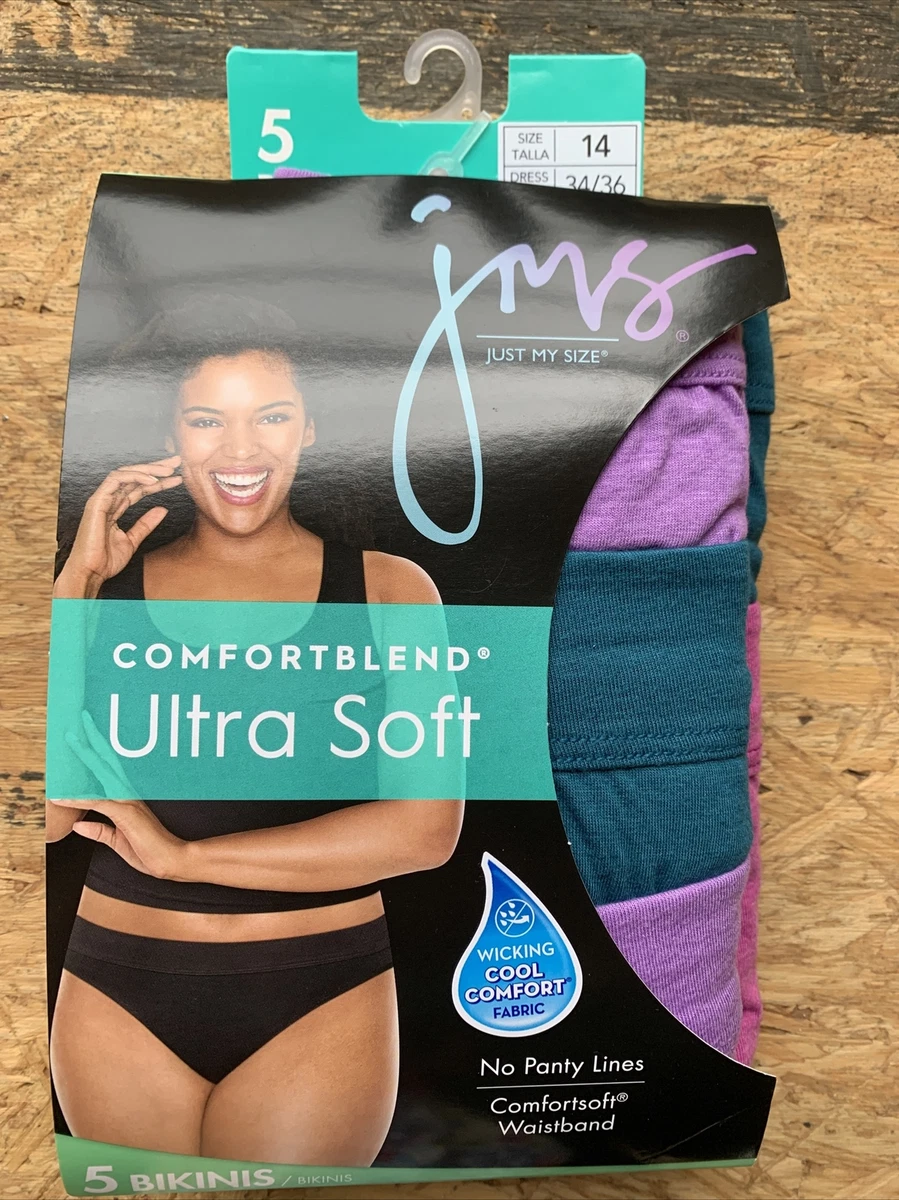 5
SIZE
TALLA
14
DRESS
34/36
jms®
JUST MY SIZE®
COMFORTBLEND®
Ultra Soft
WICKING
COOL
COMFORT®
FABRIC
No Panty Lines
Comfortsoft®
Waistband
5 BIKINIS / BIKINIS